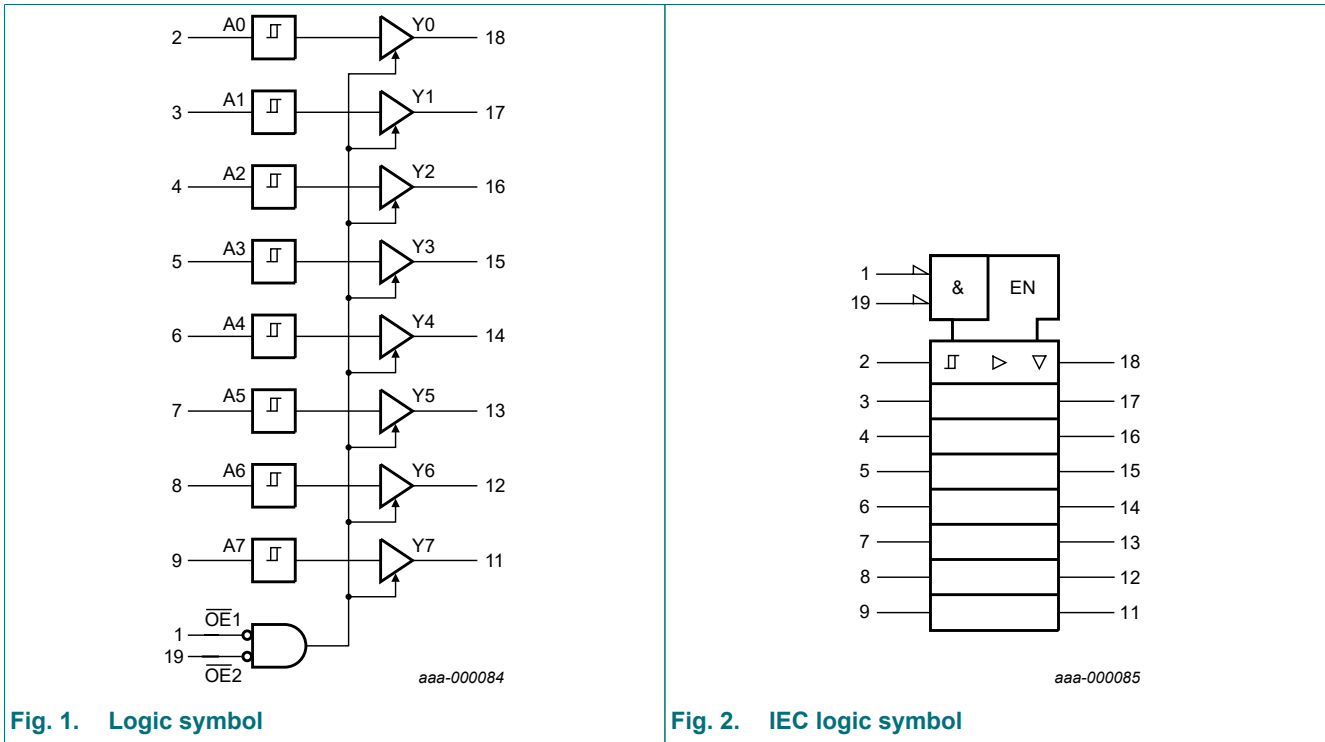 2 A0 Y0 18
3 A1 Y1 17
4 A2 Y2 16
5 A3 Y3 15
6 A4 Y4 14
7 A5 Y5 13
8 A6 Y6 12
9 A7 Y7 11
1 OE1
19 OE2
aaa-000084
Fig. 1. Logic symbol
1 & EN
19
2 18
3 17
4 16
5 15
6 14
7 13
8 12
9 11
aaa-000085
Fig. 2. IEC logic symbol